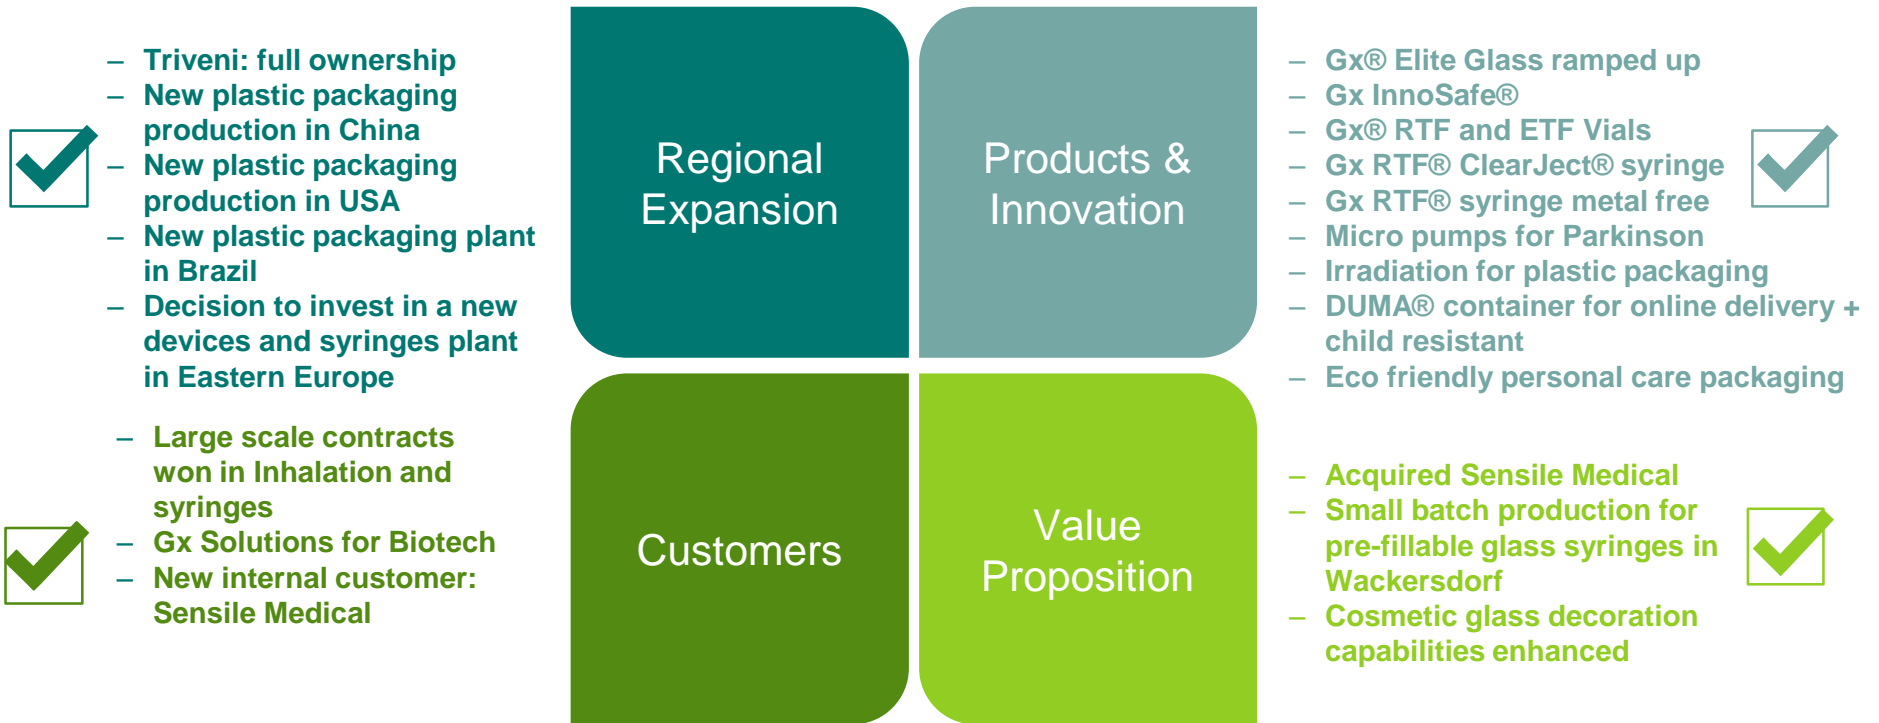 – Triveni: full ownership
– New plastic packaging
production in China
– New plastic packaging
production in USA
– New plastic packaging plant
in Brazil
– Decision to invest in a new
devices and syringes plant
in Eastern Europe
Regional
Expansion
Products &
Innovation
– Gx® Elite Glass ramped up
– Gx InnoSafe®
– Gx® RTF and ETF Vials
– Gx RTF® ClearJect® syringe
– Gx RTF® syringe metal free
– Micro pumps for Parkinson
– Irradiation for plastic packaging
– DUMA® container for online delivery +
child resistant
– Eco friendly personal care packaging
– Large scale contracts
won in Inhalation and
syringes
– Gx Solutions for Biotech
– New internal customer:
Sensile Medical
Customers
Value
Proposition
– Acquired Sensile Medical
– Small batch production for
pre-fillable glass syringes in
Wackersdorf
– Cosmetic glass decoration
capabilities enhanced